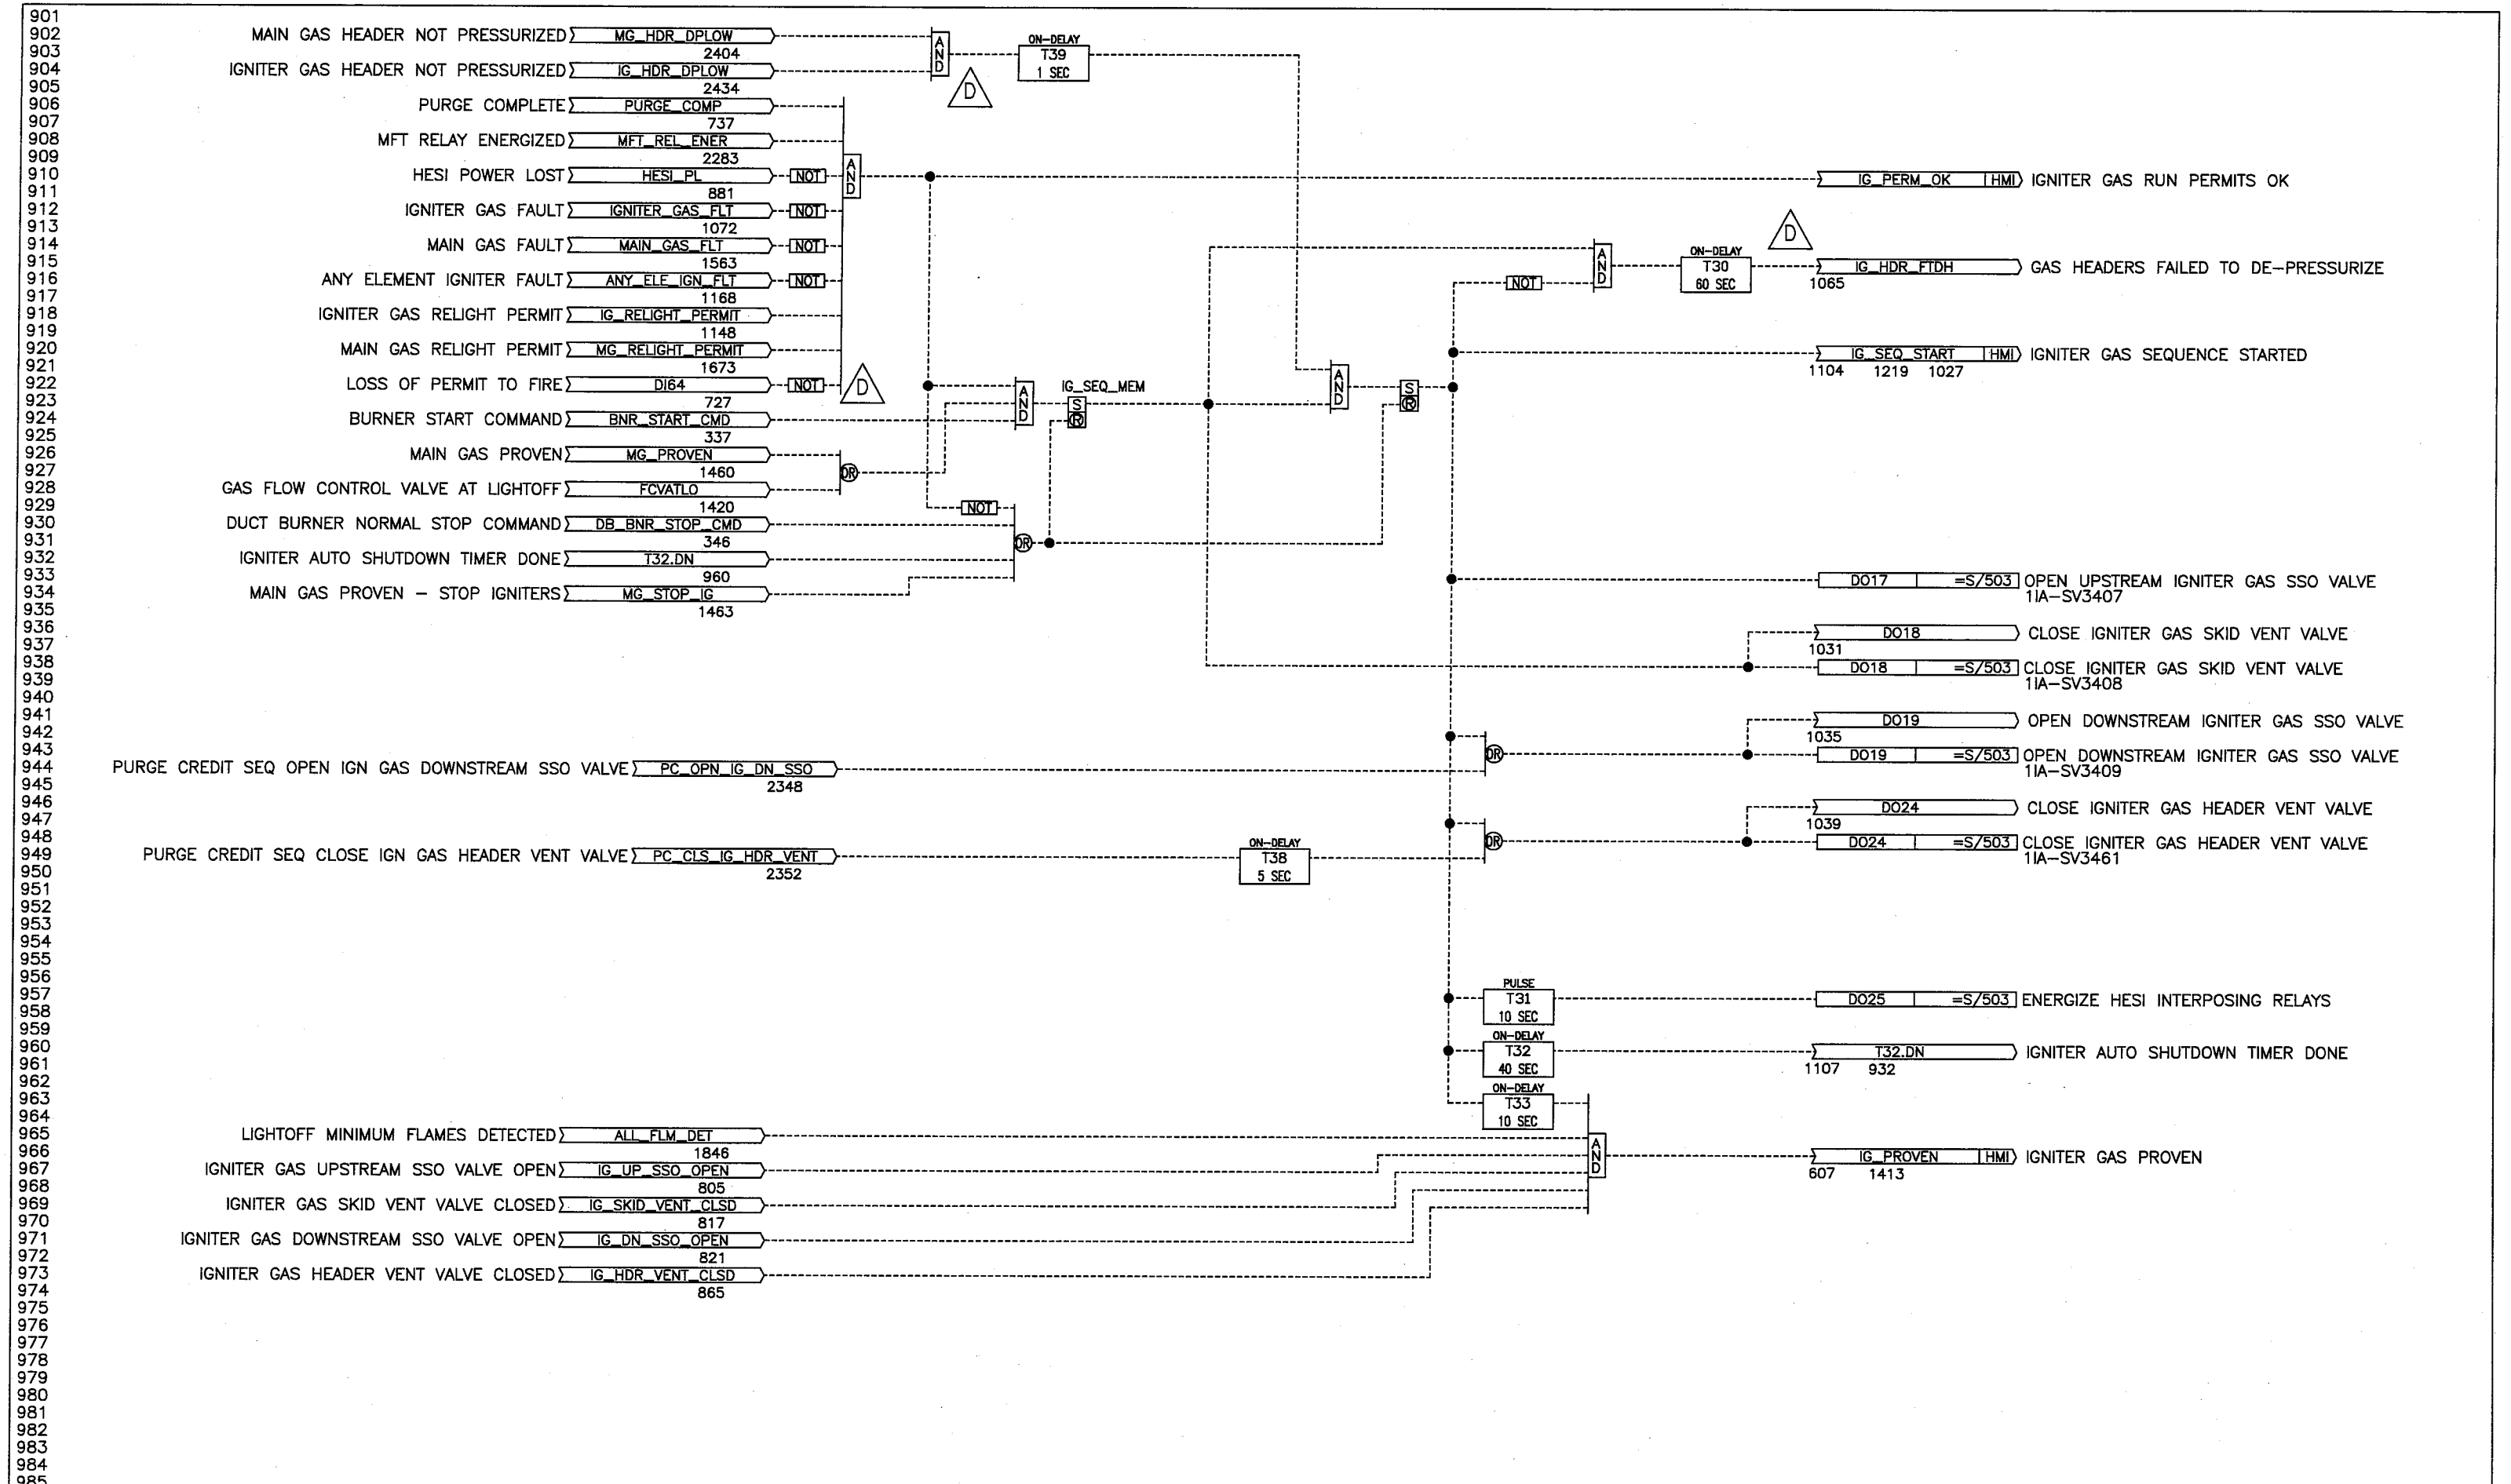 901
902 MAIN GAS HEADER NOT PRESSURIZED MG_HDR_DPLOW
AND
ON-DELAY
903 2404 T39
904 IGNITER GAS HEADER NOT PRESSURIZED IG_HDR_DPLOW 1 SEC
905 2434 D
906 PURGE COMPLETE PURGE_COMP
907 737
908 MFT RELAY ENERGIZED MFT_REL_ENER
909 2283
AND
910 HESI POWER LOST HESI_PL NOT IG_PERM_OK HMI IGNITER GAS RUN PERMITS OK
911 881
912 IGNITER GAS FAULT IGNITER_GAS_FLT NOT
913 1072 D
914 MAIN GAS FAULT MAIN_GAS_FLT NOT
AND
ON-DELAY
915 1563 T30 IG_HDR_FTDH GAS HEADERS FAILED TO DE-PRESSURIZE
916 ANY ELEMENT IGNITER FAULT ANY_ELE_IGN_FLT NOT NOT 60 SEC 1065
917 1168
918 IGNITER GAS RELIGHT PERMIT IG_RELIGHT_PERMIT
919 1148
920 MAIN GAS RELIGHT PERMIT MG_RELIGHT_PERMIT IG_SEQ_START HMI IGNITER GAS SEQUENCE STARTED
921 1673 1104 1219 1027
AND
922 LOSS OF PERMIT TO FIRE DI64 NOT D
AND
IG_SEQ_MEM S
923 727 S R
924 BURNER START COMMAND BNR_START_CMD R
925 337
926 MAIN GAS PROVEN MG_PROVEN
927 1460 OR
928 GAS FLOW CONTROL VALVE AT LIGHTOFF FCVATLO
929 1420 NOT
930 DUCT BURNER NORMAL STOP COMMAND DB_BNR_STOP_CMD
931 346 OR
932 IGNITER AUTO SHUTDOWN TIMER DONE T32.DN
933 960 DO17 =S/503 OPEN UPSTREAM IGNITER GAS SSO VALVE
934 MAIN GAS PROVEN - STOP IGNITERS MG_STOP_IG 1IA-SV3407
935 1463
936 DO18 CLOSE IGNITER GAS SKID VENT VALVE
937 1031
938 DO18 =S/503 CLOSE IGNITER GAS SKID VENT VALVE
939 1IA-SV3408
940
941 DO19 OPEN DOWNSTREAM IGNITER GAS SSO VALVE
942 1035
943 OR DO19 =S/503 OPEN DOWNSTREAM IGNITER GAS SSO VALVE
944 PURGE CREDIT SEQ OPEN IGN GAS DOWNSTREAM SSO VALVE PC_OPN_IG_DN_SSO 1IA-SV3409
945 2348
946 DO24 CLOSE IGNITER GAS HEADER VENT VALVE
947 1039
948 ON-DELAY OR DO24 =S/503 CLOSE IGNITER GAS HEADER VENT VALVE
949 PURGE CREDIT SEQ CLOSE IGN GAS HEADER VENT VALVE PC_CLS_IG_HDR_VENT T38 1IA-SV3461
950 2352 5 SEC
951
952
953
954
955
956 PULSE
957 T31 DO25 =S/503 ENERGIZE HESI INTERPOSING RELAYS
958 10 SEC
959 ON-DELAY
960 T32 T32.DN IGNITER AUTO SHUTDOWN TIMER DONE
961 40 SEC 1107 932
962 ON-DELAY
963 T33
964 10 SEC
965 LIGHTOFF MINIMUM FLAMES DETECTED ALL_FLM_DET
AND
966 1846 IG_PROVEN HMI IGNITER GAS PROVEN
967 IGNITER GAS UPSTREAM SSO VALVE OPEN IG_UP_SSO_OPEN 607 1413
968 805
969 IGNITER GAS SKID VENT VALVE CLOSED IG_SKID_VENT_CLSD
970 817
971 IGNITER GAS DOWNSTREAM SSO VALVE OPEN IG_DN_SSO_OPEN
972 821
973 IGNITER GAS HEADER VENT VALVE CLOSED IG_HDR_VENT_CLSD
974 865
975
976
977
978
979
980
981
982
983
984
985